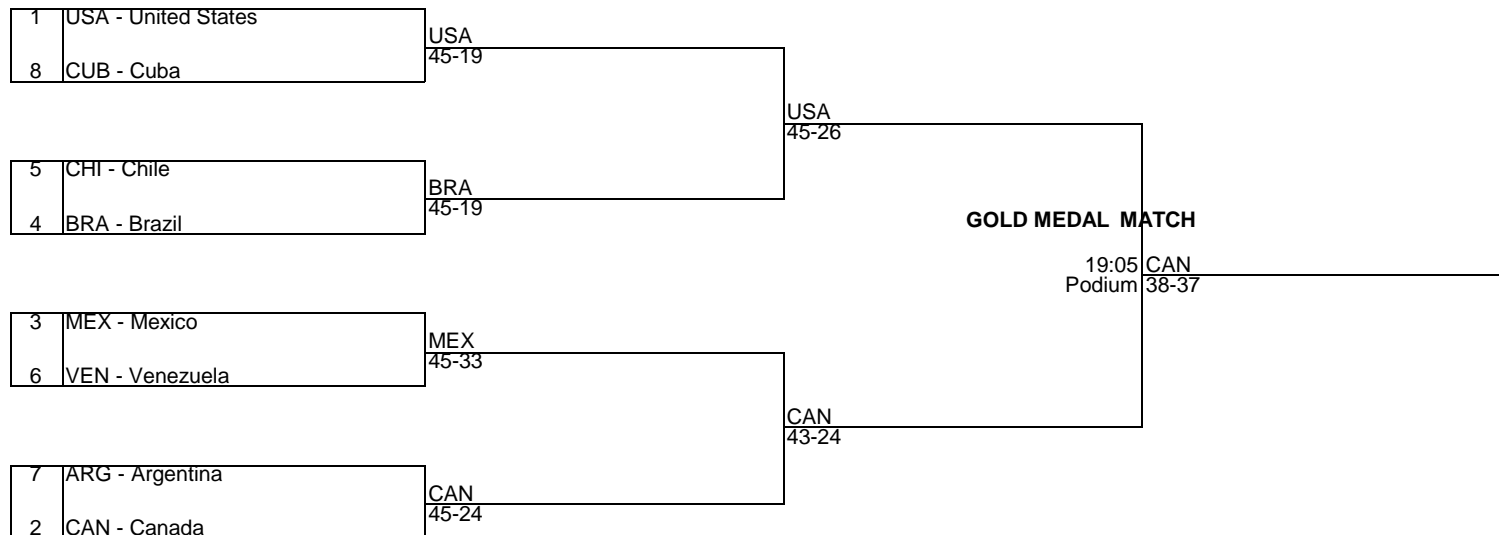 1 USA - United States
8 CUB - Cuba
USA
45-19
5 CHI - Chile
4 BRA - Brazil
BRA
45-19
USA
45-26
3 MEX - Mexico
6 VEN - Venezuela
MEX
45-33
7 ARG - Argentina
2 CAN - Canada
CAN
45-24
CAN
43-24
GOLD MEDAL MATCH
19:05 CAN
Podium 38-37